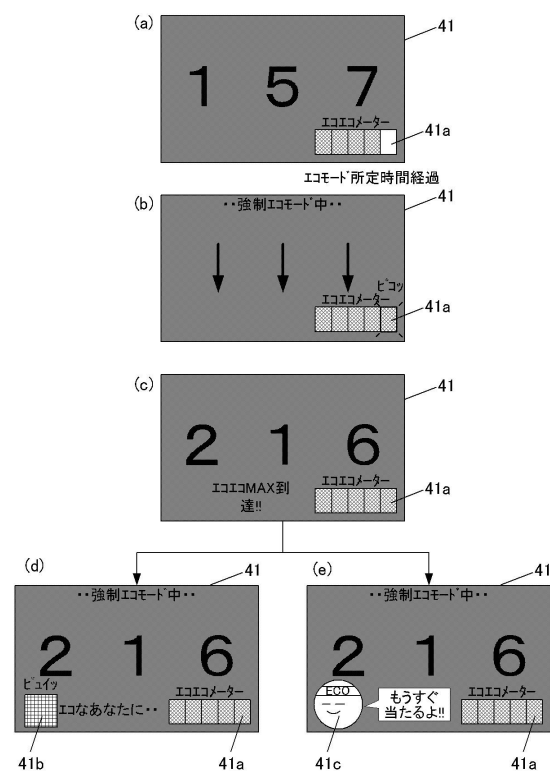 (a)
41
1 5 7
エコエコメーター
41a
エコモード所定時間経過
(b)
41
・・強制エコモード中・・
ピコッ
エコエコメーター
41a
(c)
41
2 1 6
エコエコMAX到
達!!
エコエコメーター
41a
(d)
41
・・強制エコモード中・・
2 1 6
ピュイッ
エコなあなたに・・
エコエコメーター
41b
41a
(e)
41
・・強制エコモード中・・
2 1 6
ECO
もうすぐ
当たるよ!!
エコエコメーター
41c
41a